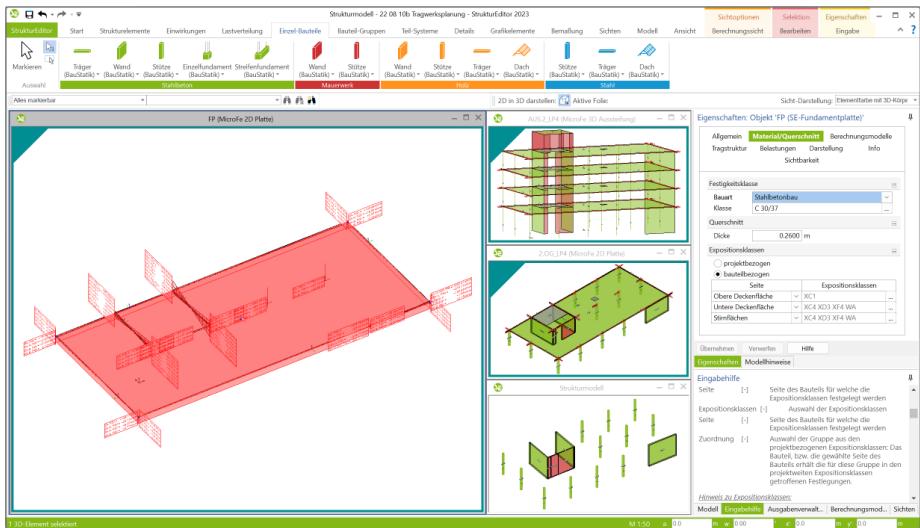 Strukturmodell - 22 08 10b Tragwerksplanung - StrukturEditor 2023
Sichtoptionen Selektion Eigenschaften
StrukturEditor Start Strukturelemente Einwirkungen Lastverteilung Einzel-Bauteile Bauteil-Gruppen Teil-Systeme Details Grafikelemente Bemaßung Sichten Modell Ansicht Berechnungssicht Bearbeiten Eingabe
Markieren Träger (BauStatik) Wand (BauStatik) Stütze (BauStatik) Einzelfundament (BauStatik) Streifenfundament (BauStatik) Wand (BauStatik) Stütze (BauStatik) Stütze (BauStatik) Träger (BauStatik) Dach (BauStatik) Stütze (BauStatik) Träger (BauStatik) Dach (BauStatik)
Auswahl Stahlbeton Mauerwerk Holz Stahl
Alles markierbar 2D in 3D darstellen: Aktive Folie: Sicht-Darstellung: Elementfarbe mit 3D-Körpe
FP (MicroFe 2D Platte)
AUS.2_LP4 (MicroFe 3D Aussteifung)
2.OG_LP4 (MicroFe 2D Platte)
Strukturmodell
Eigenschaften: Objekt 'FP (SE-Fundamentplatte)'
Allgemein Material/Querschnitt Berechnungsmodelle
Tragstruktur Belastungen Darstellung Info
Sichtbarkeit
Festigkeitsklasse
Bauart Stahlbetonbau
Klasse C 30/37 ...
Querschnitt
Dicke 0.2600 m
Expositionsklassen
projektbezogen
bauteilbezogen
Seite Expositionsklassen
Obere Deckenfläche XC1 ...
Untere Deckenfläche XC4 XD3 XF4 WA ...
Stirnflächen XC4 XD3 XF4 WA ...
Übernehmen Verwerfen Hilfe
Eigenschaften Modellhinweise
Eingabehilfe
Seite [-] Seite des Bauteils für welche die
Expositionsklassen festgelegt werden
Expositionsklassen [-] Auswahl der Expositionsklassen
Seite [-] Seite des Bauteils für welche die
Expositionsklassen festgelegt werden
Zuordnung [-] Auswahl der Gruppe aus den
projektbezogenen Expositionsklassen: Das
Bauteil, bzw. die gewählte Seite des
Bauteils erhält die für diese Gruppe in den
projektweiten Expositionsklassen
getroffenen Festlegungen.
Hinweis zu Expositionsklassen:
Modell Eingabehilfe Ausgabenverwalt... Berechnungsmod... Sichten
1 3D-Element selektiert M 1:50 a 0.0 m w 0.00 ° x' 0.0 m y' 0.0 m